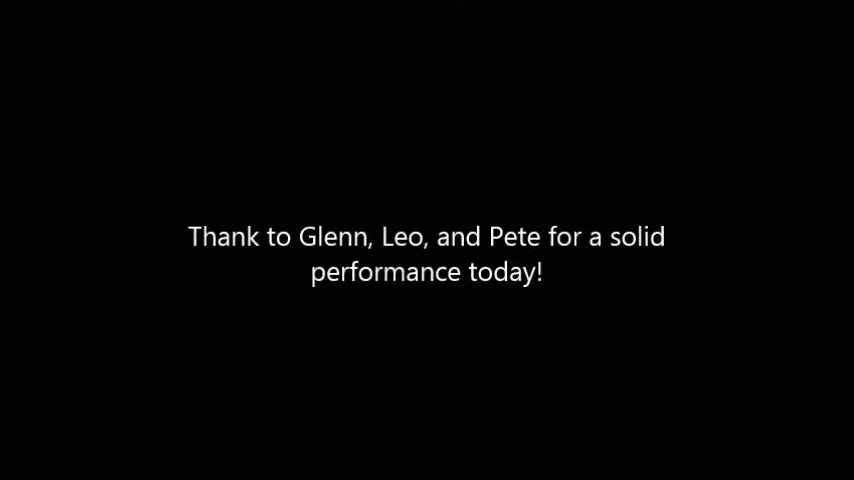 Thank to Glenn, Leo, and Pete for a solid
performance today!